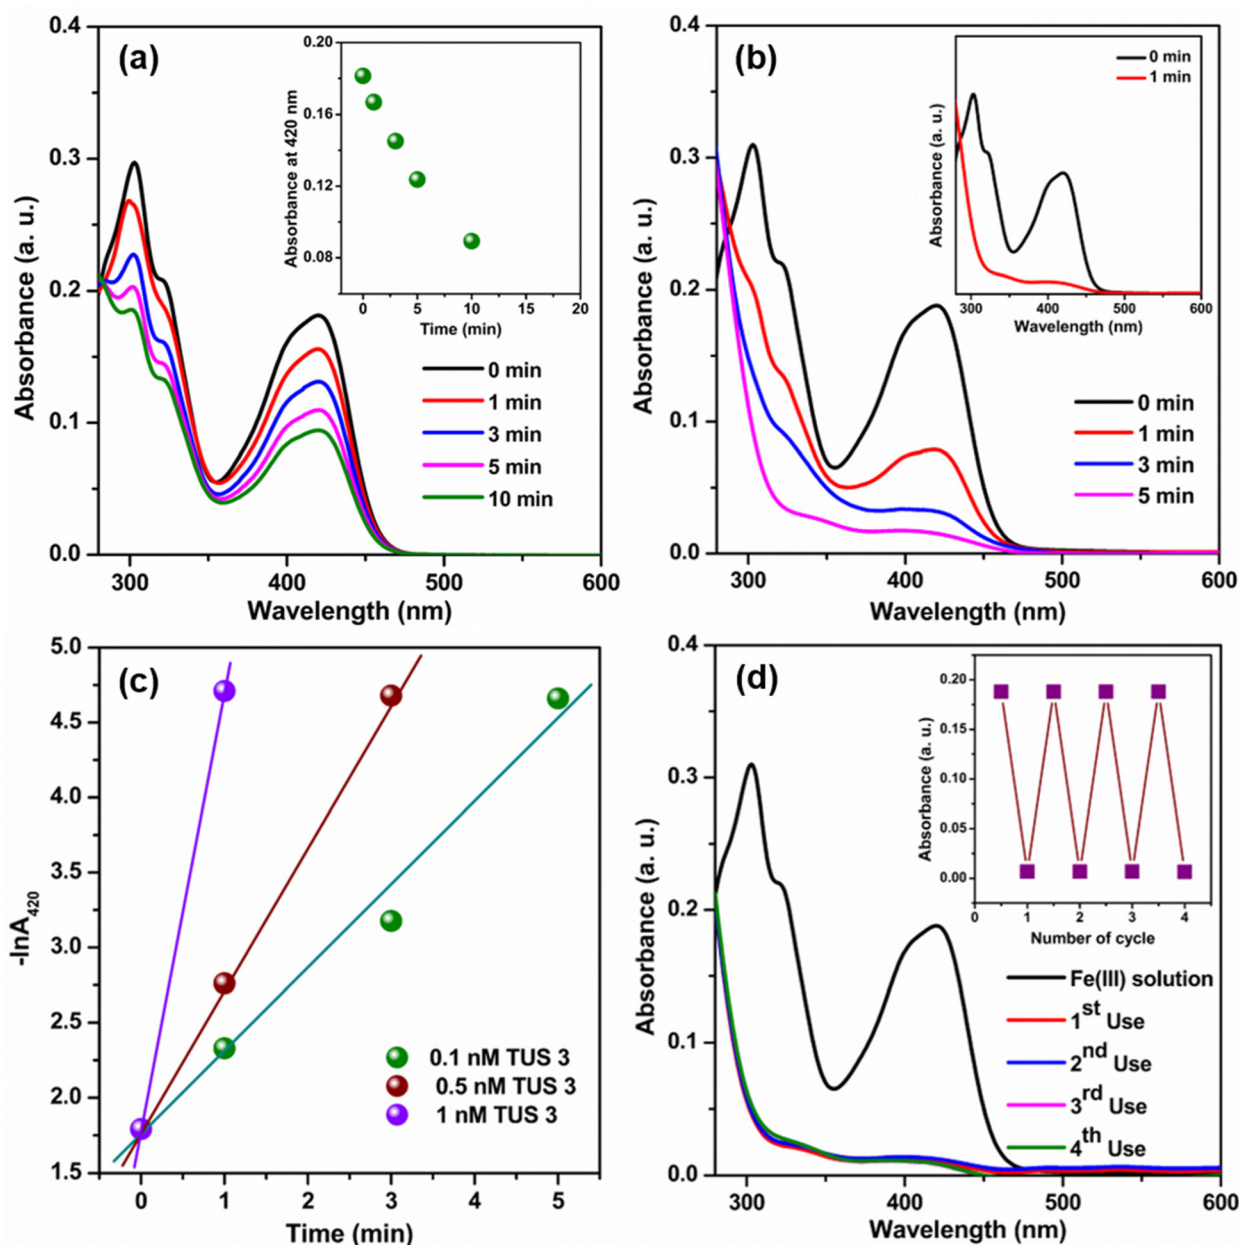 (a)
Absorbance (a. u.)
0.4
0.3
0.2
0.1
0.0
300 400 500 600
Wavelength (nm)
0 min
1 min
3 min
5 min
10 min
Absorbance at 420 nm
0.20
0.16
0.12
0.08
0 5 10 15 20
Time (min)
(b)
Absorbance (a. u.)
0.4
0.3
0.2
0.1
0.0
300 400 500 600
Wavelength (nm)
0 min
1 min
3 min
5 min
0 min
1 min
Absorbance (a. u.)
300 400 500 600
Wavelength (nm)
(c)
-lnA420
5.0
4.5
4.0
3.5
3.0
2.5
2.0
1.5
0 1 2 3 4 5
Time (min)
0.1 nM TUS 3
0.5 nM TUS 3
1 nM TUS 3
(d)
Absorbance (a. u.)
0.4
0.3
0.2
0.1
0.0
300 400 500 600
Wavelength (nm)
Fe(III) solution
1st Use
2nd Use
3rd Use
4th Use
Absorbance (a. u.)
0.20
0.15
0.10
0.05
0.00
0 1 2 3 4
Number of cycle